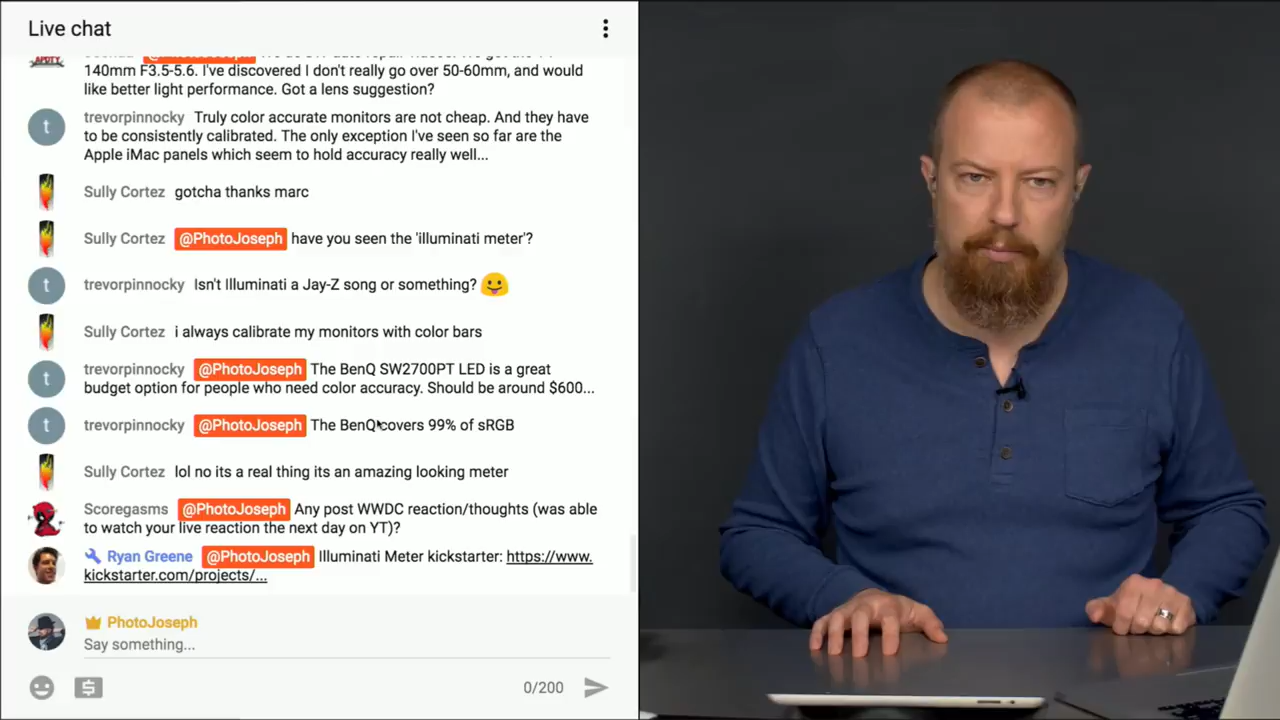 Live chat
APDTY
140mm F3.5-5.6. I've discovered I don't really go over 50-60mm, and would
like better light performance. Got a lens suggestion?
t
trevorpinnocky Truly color accurate monitors are not cheap. And they have
to be consistently calibrated. The only exception I've seen so far are the
Apple iMac panels which seem to hold accuracy really well...
Sully Cortez gotcha thanks marc
Sully Cortez @PhotoJoseph have you seen the 'illuminati meter'?
t
trevorpinnocky Isn't Illuminati a Jay-Z song or something?
Sully Cortez i always calibrate my monitors with color bars
t
trevorpinnocky @PhotoJoseph The BenQ SW2700PT LED is a great
budget option for people who need color accuracy. Should be around $600...
t
trevorpinnocky @PhotoJoseph The BenQ covers 99% of sRGB
Sully Cortez lol no its a real thing its an amazing looking meter
Scoregasms @PhotoJoseph Any post WWDC reaction/thoughts (was able
to watch your live reaction the next day on YT)?
Ryan Greene @PhotoJoseph Illuminati Meter kickstarter: https://www.
kickstarter.com/projects/...
PhotoJoseph
Say something...
0/200